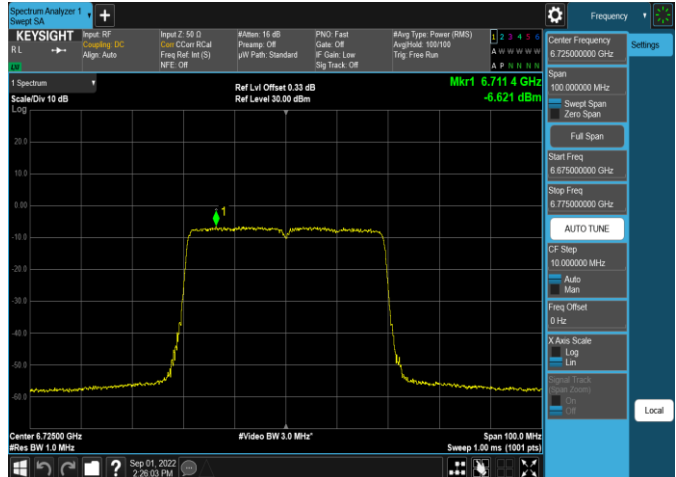 Spectrum Analyzer 1
Swept SA
Frequency
KEYSIGHT
RL
AM
Input: RF
Coupling: DC
Align: Auto
Input Z: 50 Ω
Corr CCorr RCal
Freq Ref: Int (S)
NFE: Off
#Atten: 16 dB
Preamp: Off
µW Path: Standard
PNO: Fast
Gate: Off
IF Gain: Low
Sig Track: Off
#Avg Type: Power (RMS)
Avg|Hold: 100/100
Trig: Free Run
1 2 3 4 5 6
A W W W W W
A P N N N N
1 Spectrum
Scale/Div 10 dB
Log
Ref Lvl Offset 0.33 dB
Ref Level 30.00 dBm
Mkr1 6.711 4 GHz
-6.621 dBm
20.0
10.0
0.00
-10.0
-20.0
-30.0
-40.0
-50.0
-60.0
1
Center 6.72500 GHz
#Res BW 1.0 MHz
#Video BW 3.0 MHz*
Span 100.0 MHz
Sweep 1.00 ms (1001 pts)
Center Frequency
6.725000000 GHz
Settings
Span
100.000000 MHz
Swept Span
Zero Span
Full Span
Start Freq
6.675000000 GHz
Stop Freq
6.775000000 GHz
AUTO TUNE
CF Step
10.000000 MHz
Auto
Man
Freq Offset
0 Hz
X Axis Scale
Log
Lin
Signal Track
(Span Zoom)
On
Off
Local
?
Sep 01, 2022
2:26:03 PM